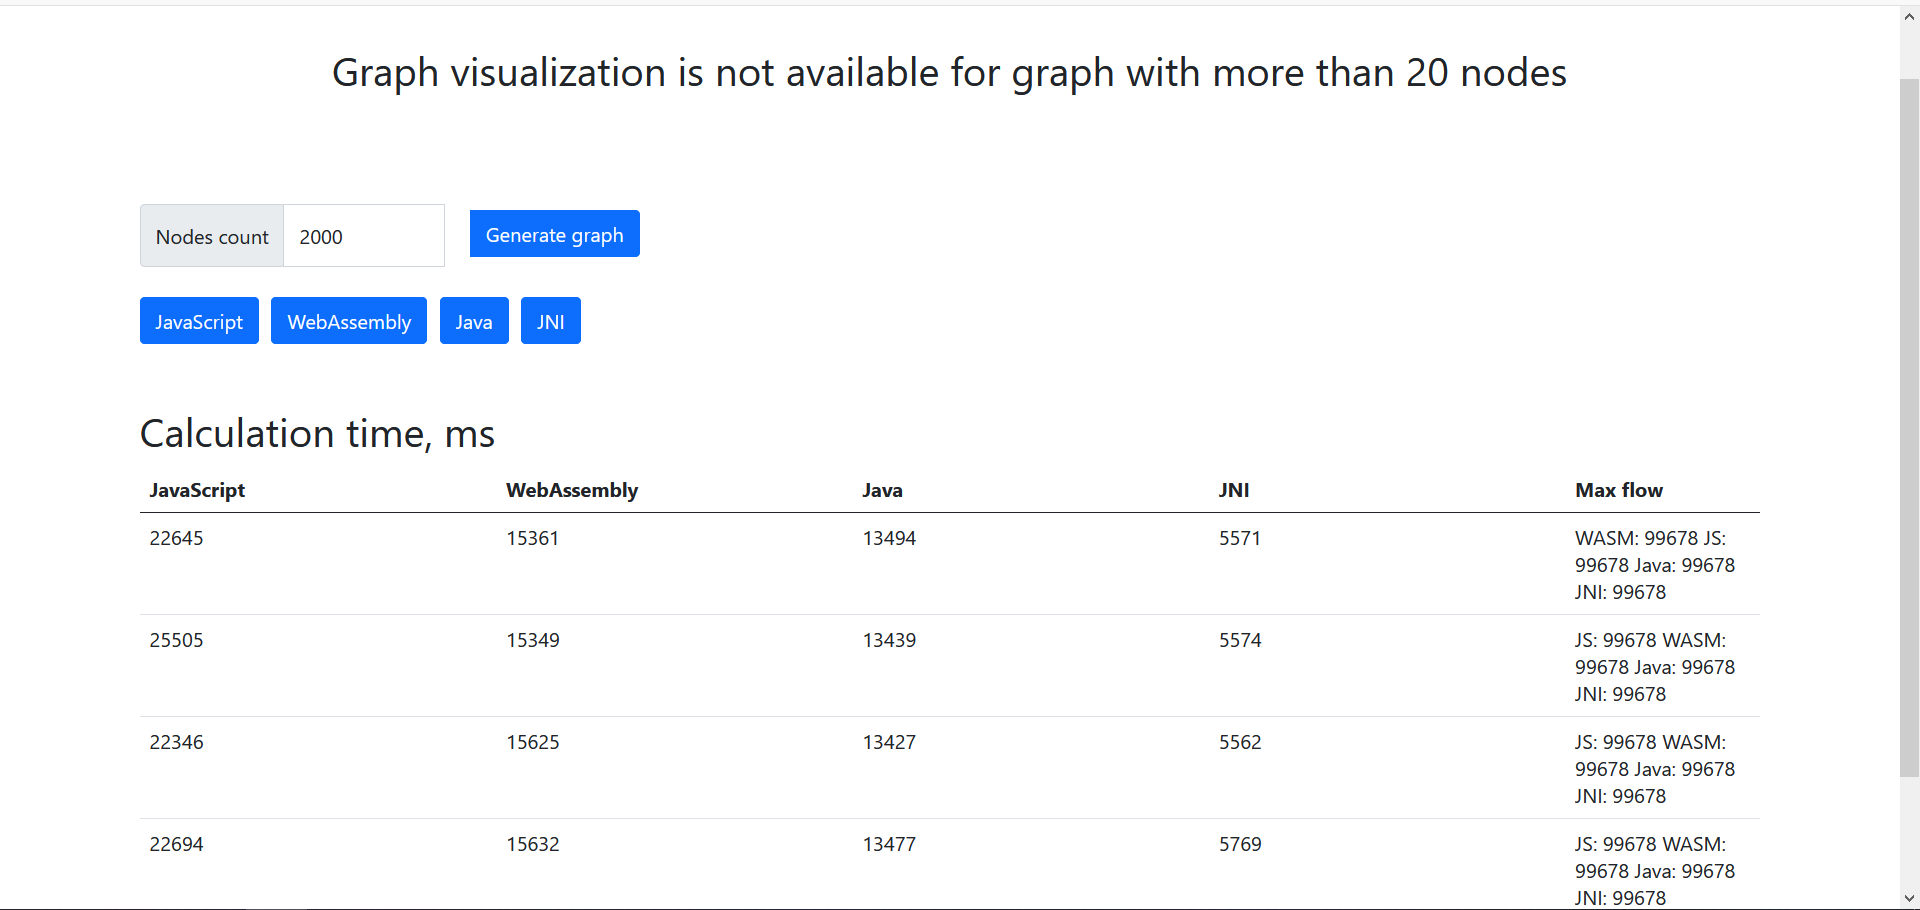 Graph visualization is not available for graph with more than 20 nodes
Nodes count 2000 Generate graph
JavaScript WebAssembly Java JNI
Calculation time, ms
JavaScript WebAssembly Java JNI Max flow
22645 15361 13494 5571 WASM: 99678 JS:
99678 Java: 99678
JNI: 99678
25505 15349 13439 5574 JS: 99678 WASM:
99678 Java: 99678
JNI: 99678
22346 15625 13427 5562 JS: 99678 WASM:
99678 Java: 99678
JNI: 99678
22694 15632 13477 5769 JS: 99678 WASM:
99678 Java: 99678
JNI: 99678